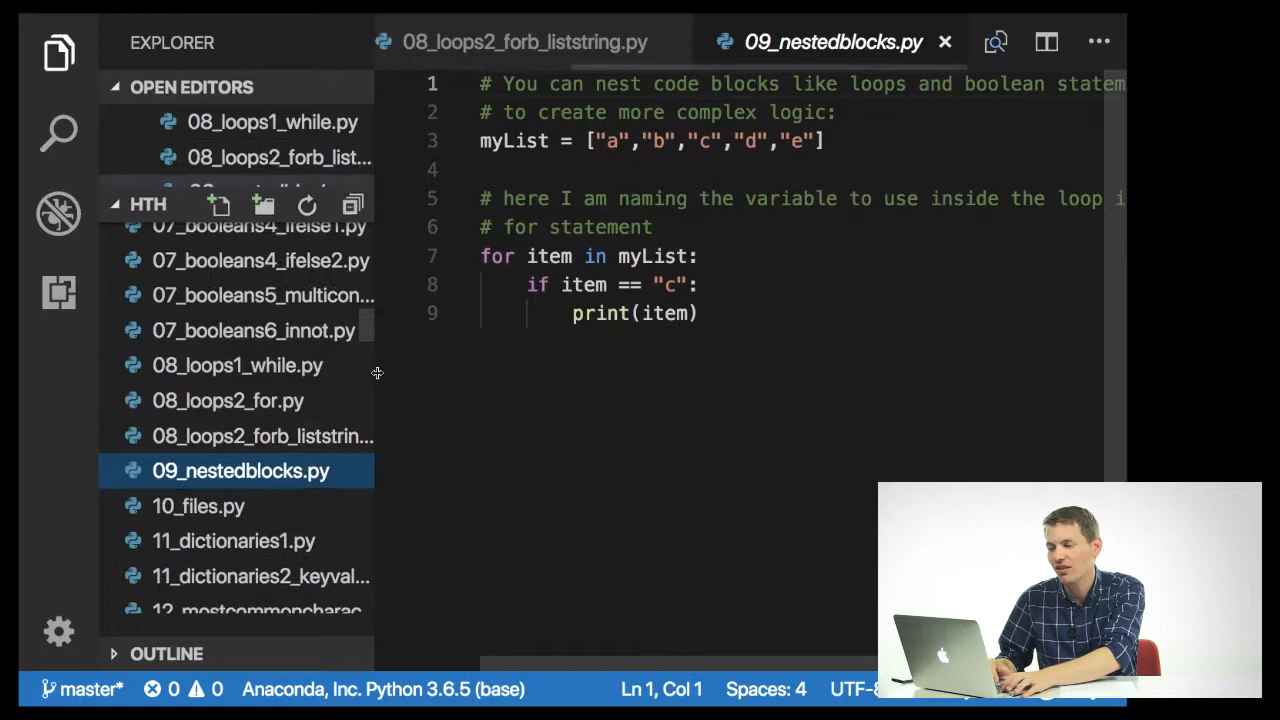 EXPLORER
08_loops2_forb_liststring.py
09_nestedblocks.py
OPEN EDITORS
08_loops1_while.py
08_loops2_forb_list...
HTH
07_booleans4_ifelse1.py
07_booleans4_ifelse2.py
07_booleans5_multicon...
07_booleans6_innot.py
08_loops1_while.py
08_loops2_for.py
08_loops2_forb_liststrin...
09_nestedblocks.py
10_files.py
11_dictionaries1.py
11_dictionaries2_keyval...
12_mostcommoncharac
OUTLINE
1 # You can nest code blocks like loops and boolean statem
2 # to create more complex logic:
3 myList = ["a","b","c","d","e"]
4
5 # here I am naming the variable to use inside the loop i
6 # for statement
7 for item in myList:
8 if item == "c":
9 print(item)
master* 0 0 Anaconda, Inc. Python 3.6.5 (base) Ln 1, Col 1 Spaces: 4 UTF-8